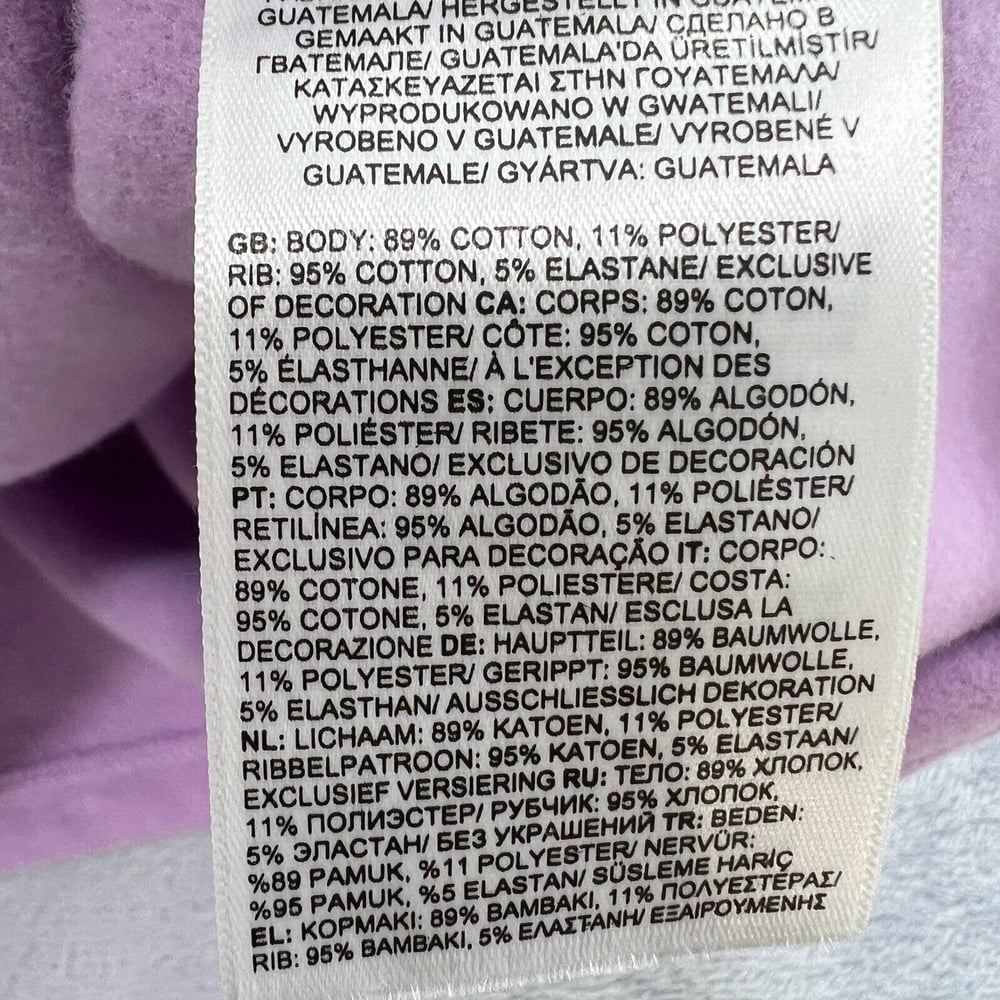 GUATEMALA/ HERGESTELLT IN
GEMAAKT IN GUATEMALA/ СДЕЛАНО В
ГВАТЕМАЛЕ/ GUATEMALA'DA ÜRETİLMİSTİR/
ΚΑΤΑΣΚΕΥΑΖΕΤΑΙ ΣΤΗΝ ΓΟΥΑΤΕΜΑΛΑ/
WYPRODUKOWANO W GWATEMALI/
VYROBENO V GUATEMALE/ VYROBENÉ V
GUATEMALE/ GYÁRTVA: GUATEMALA
GB: BODY: 89% COTTON, 11% POLYESTER/
RIB: 95% COTTON, 5% ELASTANE/ EXCLUSIVE
OF DECORATION CA: CORPS: 89% COTON,
11% POLYESTER/ CÔTE: 95% COTON,
5% ÉLASTHANNE/ À L'EXCEPTION DES
DÉCORATIONS ES: CUERPO: 89% ALGODÓN,
11% POLIÉSTER/ RIBETE: 95% ALGODÓN,
5% ELASTANO/ EXCLUSIVO DE DECORACIÓN
PT: CORPO: 89% ALGODÃO, 11% POLIÉSTER/
RETILÍNEA: 95% ALGODÃO, 5% ELASTANO/
EXCLUSIVO PARA DECORAÇÃO IT: CORPO:
89% COTONE, 11% POLIESTERE/ COSTA:
95% COTONE, 5% ELASTAN/ ESCLUSA LA
DECORAZIONE DE: HAUPTTEIL: 89% BAUMWOLLE,
11% POLYESTER/ GERIPPT: 95% BAUMWOLLE,
5% ELASTHAN/ AUSSCHLIESSLICH DEKORATION
NL: LICHAAM: 89% KATOEN, 11% POLYESTER/
RIBBELPATROON: 95% KATOEN, 5% ELASTAAN/
EXCLUSIEF VERSIERING RU: ТЕЛО: 89% ХЛОПОК,
11% ПОЛИЭСТЕР/ РУБЧИК: 95% ХЛОПОК,
5% ЭЛАСТАН/ БЕЗ УКРАШЕНИЙ TR: BEDEN:
%89 PAMUK, %11 POLYESTER/ NERVÜR:
%95 PAMUK, %5 ELASTAN/ SÜSLEME HARİÇ
EL: ΚΟΡΜΑΚΙ: 89% ΒΑΜΒΑΚΙ, 11% ΠΟΛΥΕΣΤΕΡΑΣ/
RIB: 95% ΒΑΜΒΑΚΙ, 5% ΕΛΑΣΤΑΝΗ/ ΕΞΑΙΡΟΥΜΕΝΗΣ